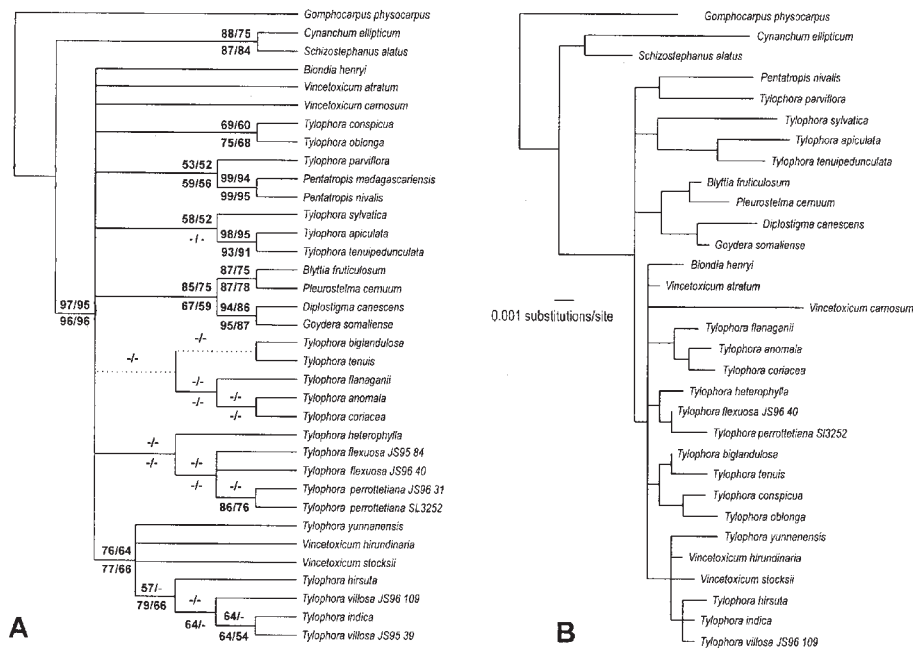 Gomphocarpus physocarpus
88/75
Cynanchum ellipticum
87/84
Schizostephanus alatus
Biondia henryi
Vincetoxicum atratum
Vincetoxicum carnosum
69/60
Tylophora conspicua
75/68
Tylophora oblonga
53/52
Tylophora parviflora
59/56
99/94
Pentatropis medagascariensis
99/95
Pentatropis nivalis
58/52
Tylophora sylvatica
-/-
98/95
Tylophora apiculata
93/91
Tylophora tenuipedunculata
87/75
Blyttia fruticulosum
85/75
87/78
Pleurostelma cernuum
67/59
94/86
Diplostigma canescens
95/87
Goydera somaliense
97/95
96/96
-/-
-/-
Tylophora biglandulose
Tylophora tenuis
-/-
-/-
Tylophora flanaganii
-/-
-/-
Tylophora anomala
Tylophora coriacea
-/-
-/-
Tylophora heterophylla
-/-
-/-
Tylophora flexuosa JS95 84
Tylophora flexuosa JS96 40
-/-
86/76
Tylophora perrottetiana JS96 31
Tylophora perrottetiana SL3252
76/64
77/66
Tylophora yunnanensis
Vincetoxicum hirundinaria
Vincetoxicum stocksii
57/-
79/66
Tylophora hirsuta
-/-
64/-
Tylophora villosa JS96 109
64/-
64/54
Tylophora indica
Tylophora villosa JS95 39
A
Gomphocarpus physocarpus
Cynanchum ellipticum
Schizostephanus alatus
Pentatropis nivalis
Tylophora parviflora
Tylophora sylvatica
Tylophora apiculata
Tylophora tenuipedunculata
Blyttia fruticulosum
Pleurostelma cernuum
Diplostigma canescens
Goydera somaliense
Biondia henryi
Vincetoxicum atratum
Vincetoxicum carnosum
0.001 substitutions/site
Tylophora flanaganii
Tylophora anomala
Tylophora coriacea
Tylophora heterophylla
Tylophora flexuosa JS96 40
Tylophora perrottetiana Sl3252
Tylophora biglandulose
Tylophora tenuis
Tylophora conspicua
Tylophora oblonga
Tylophora yunnanensis
Vincetoxicum hirundinaria
Vincetoxicum stocksii
Tylophora hirsuta
Tylophora indica
Tylophora villosa JS96 109
B